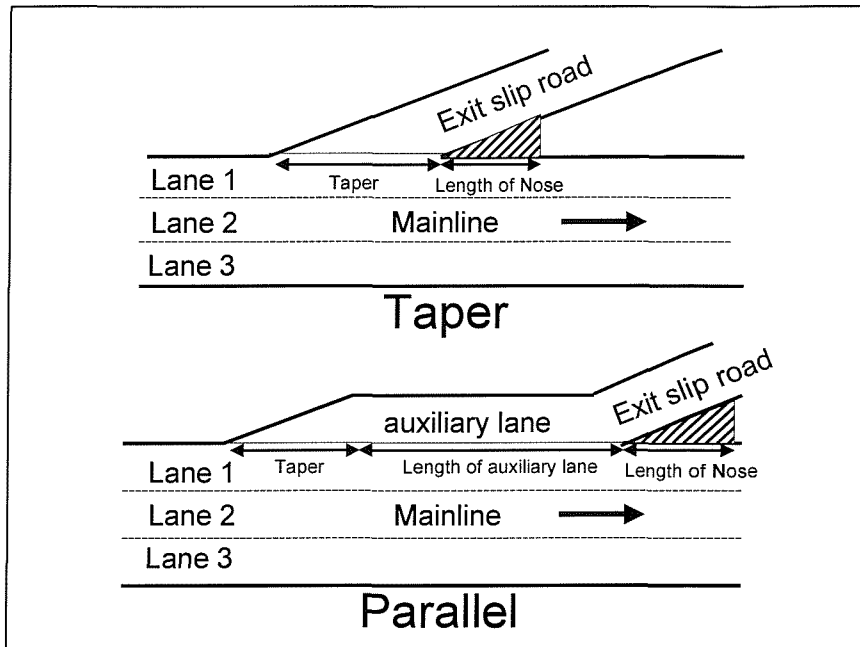 Exit slip road
Lane 1
Taper
Length of Nose
Lane 2
Mainline
Lane 3
Taper
auxiliary lane
Exit slip road
Lane 1
Taper
Length of auxiliary lane
Length of Nose
Lane 2
Mainline
Lane 3
Parallel